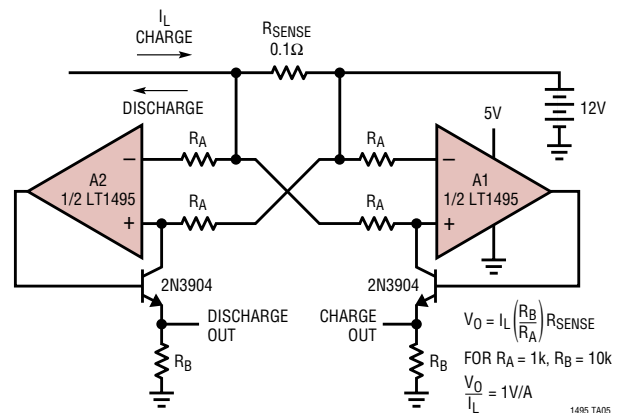 I_L
CHARGE
R_SENSE
0.1Ω
DISCHARGE
5V
12V
R_A
R_A
A2
1/2 LT1495
A1
1/2 LT1495
−
+
−
+
R_A
R_A
2N3904
2N3904
DISCHARGE
OUT
CHARGE
OUT
R_B
R_B
V_O = I_L (R_B/R_A) R_SENSE
FOR R_A = 1k, R_B = 10k
V_O/I_L = 1V/A
1495 TA05